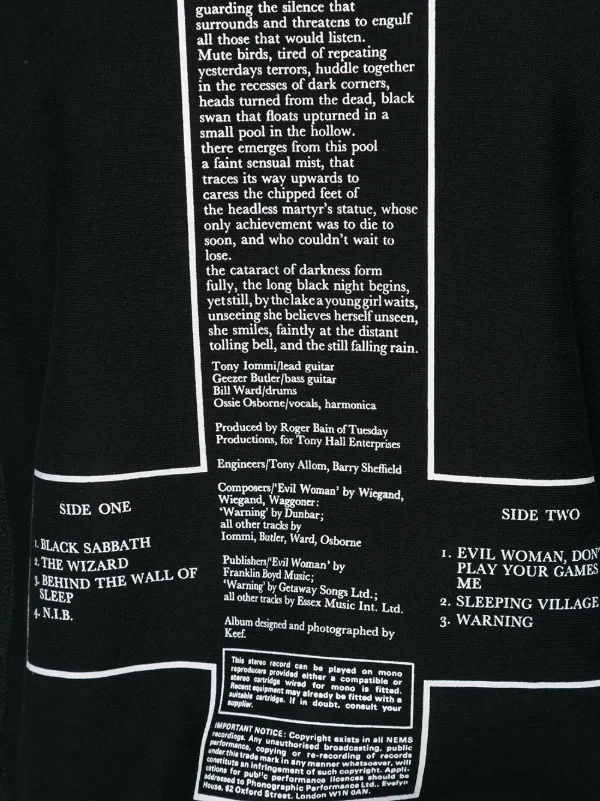 guarding the silence that
surrounds and threatens to engulf
all those that would listen.
Mute birds, tired of repeating
yesterdays terrors, huddle together
in the recesses of dark corners,
heads turned from the dead, black
swan that floats upturned in a
small pool in the hollow.
there emerges from this pool
a faint sensual mist, that
traces its way upwards to
caress the chipped feet of
the headless martyr's statue, whose
only achievement was to die to
soon, and who couldn't wait to
lose.
the cataract of darkness form
fully, the long black night begins,
yet still, by the lake a young girl waits,
unseeing she believes herself unseen,
she smiles, faintly at the distant
tolling bell, and the still falling rain.
Tony Iommi/lead guitar
Geezer Butler/bass guitar
Bill Ward/drums
Ossie Osborne/vocals, harmonica
Produced by Roger Bain of Tuesday
Productions, for Tony Hall Enterprises
Engineers/Tony Allom, Barry Sheffield
Composers/'Evil Woman' by Wiegand,
Wiegand, Waggoner;
'Warning' by Dunbar;
all other tracks by
Iommi, Butler, Ward, Osborne
Publishers/'Evil Woman' by
Franklin Boyd Music;
'Warning' by Getaway Songs Ltd.;
all other tracks by Essex Music Int. Ltd.
Album designed and photographed by
Keef.
SIDE ONE
1. BLACK SABBATH
2. THE WIZARD
3. BEHIND THE WALL OF
SLEEP
4. N.I.B.
SIDE TWO
1. EVIL WOMAN, DON'T
PLAY YOUR GAMES
ME
2. SLEEPING VILLAGE
3. WARNING
This stereo record can be played on mono
reproducers provided either a compatible or
stereo cartridge wired for mono is fitted.
Recent equipment may already be fitted with a
suitable cartridge. If in doubt, consult your
supplier.
IMPORTANT NOTICE: Copyright exists in all NEMS
recordings. Any unauthorised broadcasting, public
performance, copying or re-recording of records
under this trade mark in any manner whatsoever, will
constitute an infringement of such copyright. Appli-
cations for public performance licences should be
addressed to Phonographic Performance Ltd., Evelyn
House, 62 Oxford Street, London W1N 0AN.